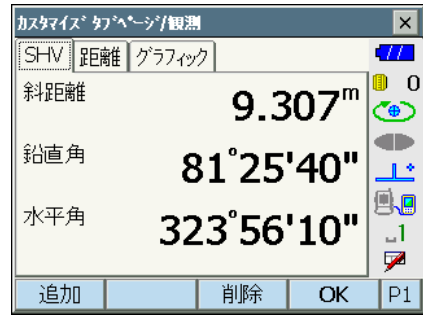 ｶｽﾀﾏｲｽﾞ ﾀﾌﾞﾍﾟｰｼﾞ/観測
SHV 距離 ｸﾞﾗﾌｨｯｸ
0
斜距離 9.307m
鉛直角 81°25'40"
水平角 323°56'10"
1
追加 削除 OK P1